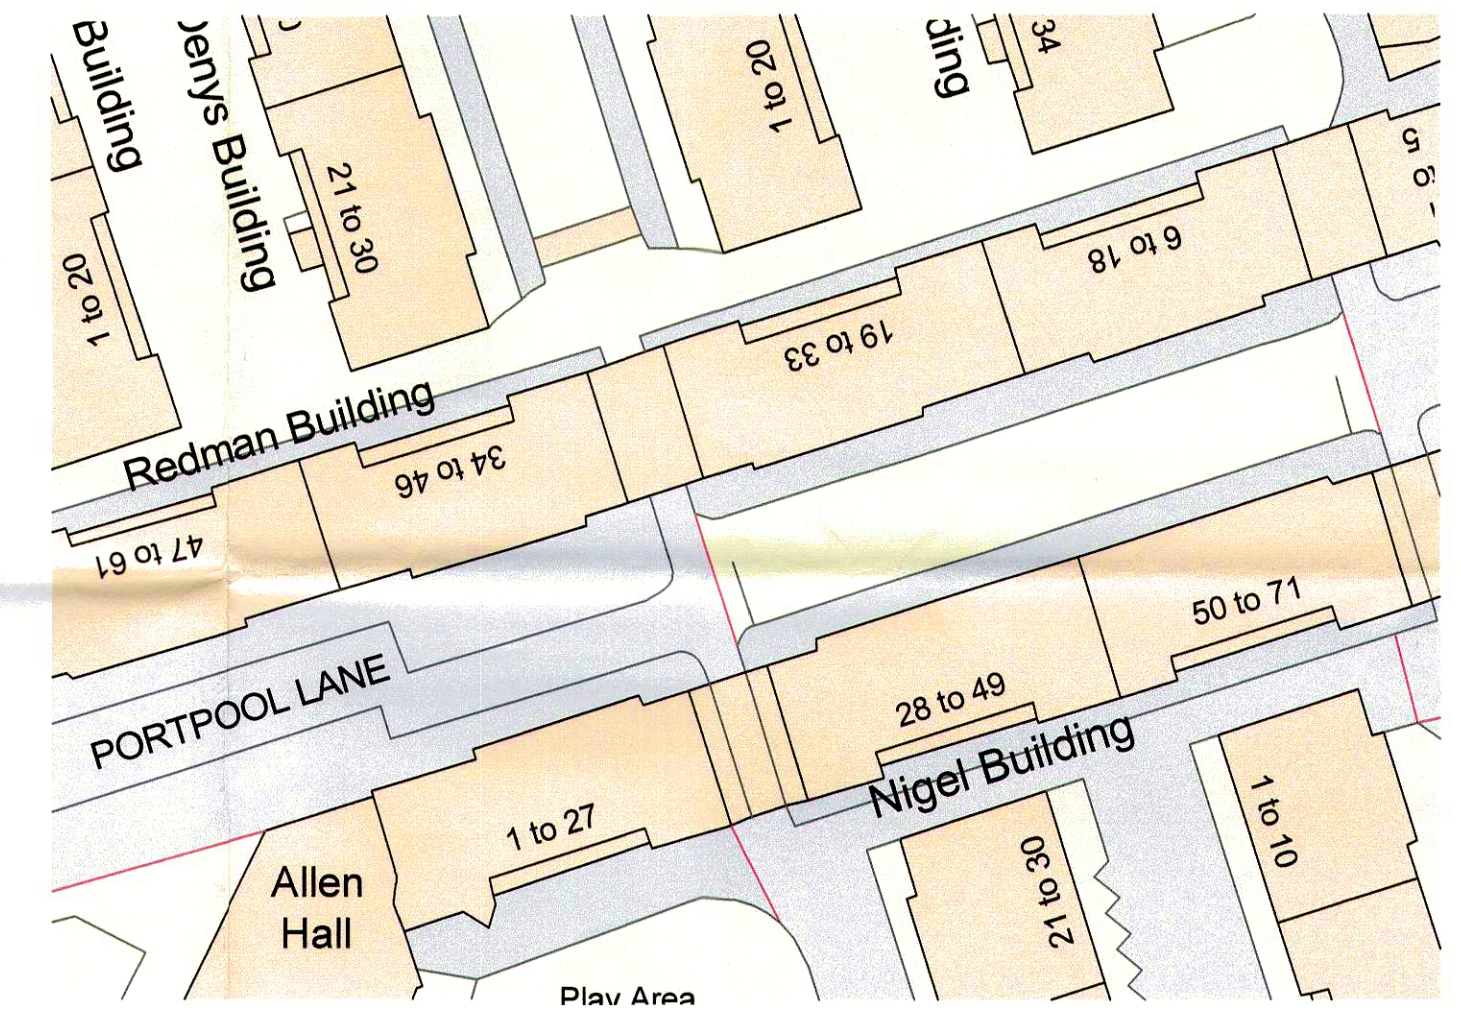 Building
Denys Building
1 to 20
34
21 to 30
1 to 20
6 to 18
19 to 33
Redman Building
34 to 46
47 to 61
50 to 71
PORTPOOL LANE
28 to 49
Nigel Building
1 to 27
1 to 10
21 to 30
Allen
Hall
Play Area